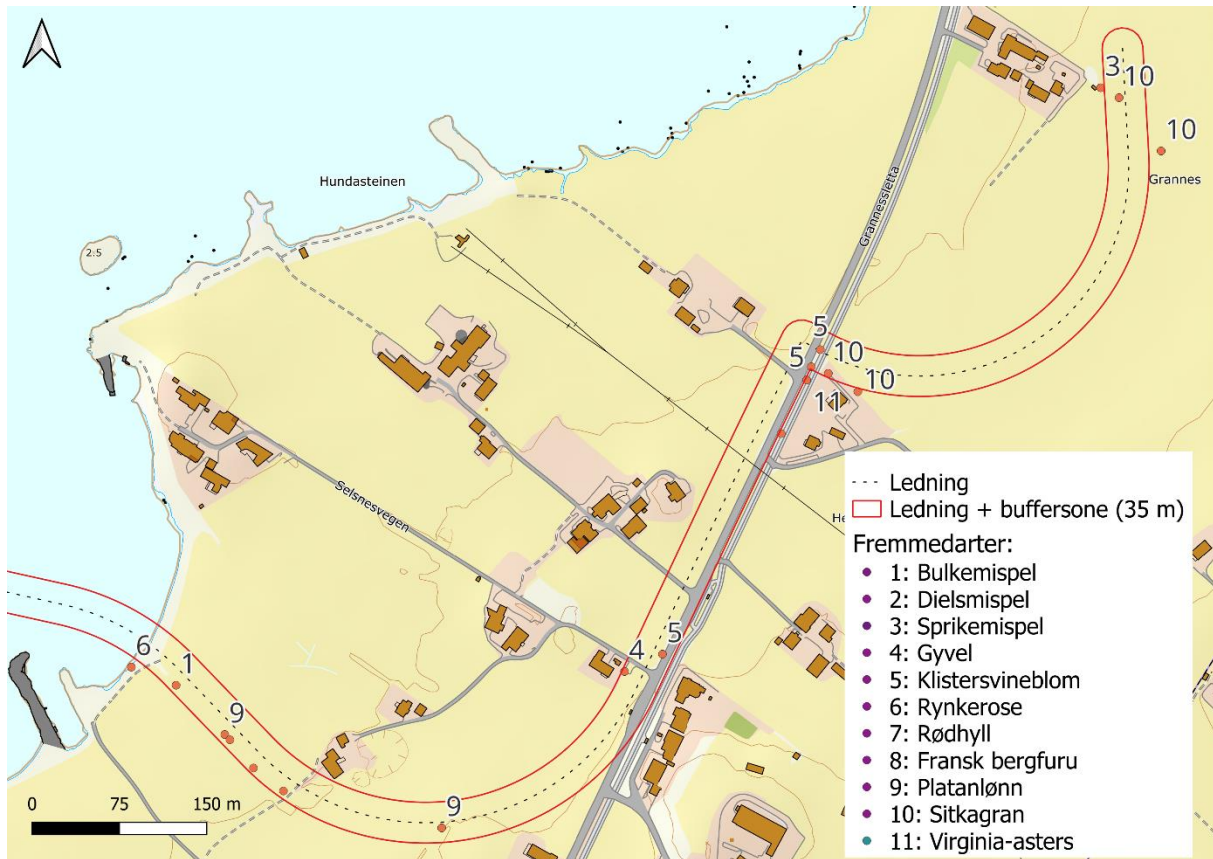 3
10
10
Hundasteinen
Grannes
Grannessletta
2:5
5
5
10
10
11
Selsnesvegen
Ledning
Ledning + buffersone (35 m)
He
Fremmedarter:
1: Bulkemispel
2: Dielsmispel
3: Sprikemispel
4: Gyvel
5: Klistersvineblom
6: Rynkerose
7: Rødhyll
8: Fransk bergfuru
9: Platanlønn
10: Sitkagran
11: Virginia-asters
6
1
4
5
9
9
0 75 150 m